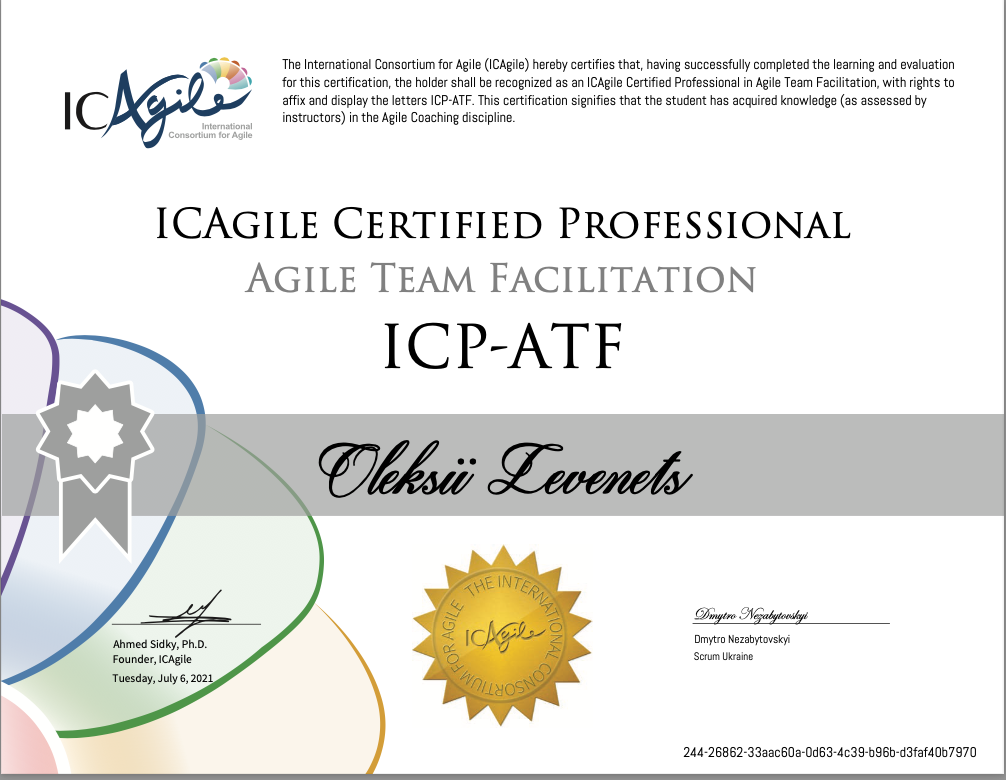 ICAgile
International
Consortium for Agile
The International Consortium for Agile (ICAgile) hereby certifies that, having successfully completed the learning and evaluation
for this certification, the holder shall be recognized as an ICAgile Certified Professional in Agile Team Facilitation, with rights to
affix and display the letters ICP-ATF. This certification signifies that the student has acquired knowledge (as assessed by
instructors) in the Agile Coaching discipline.
ICAgile Certified Professional
Agile Team Facilitation
ICP-ATF
Oleksii Levenets
THE INTERNATIONAL CONSORTIUM FOR AGILE
ICAgile
Ahmed Sidky, Ph.D.
Founder, ICAgile
Tuesday, July 6, 2021
Dmytro Nezabytovskyi
Dmytro Nezabytovskyi
Scrum Ukraine
244-26862-33aac60a-0d63-4c39-b96b-d3faf40b7970